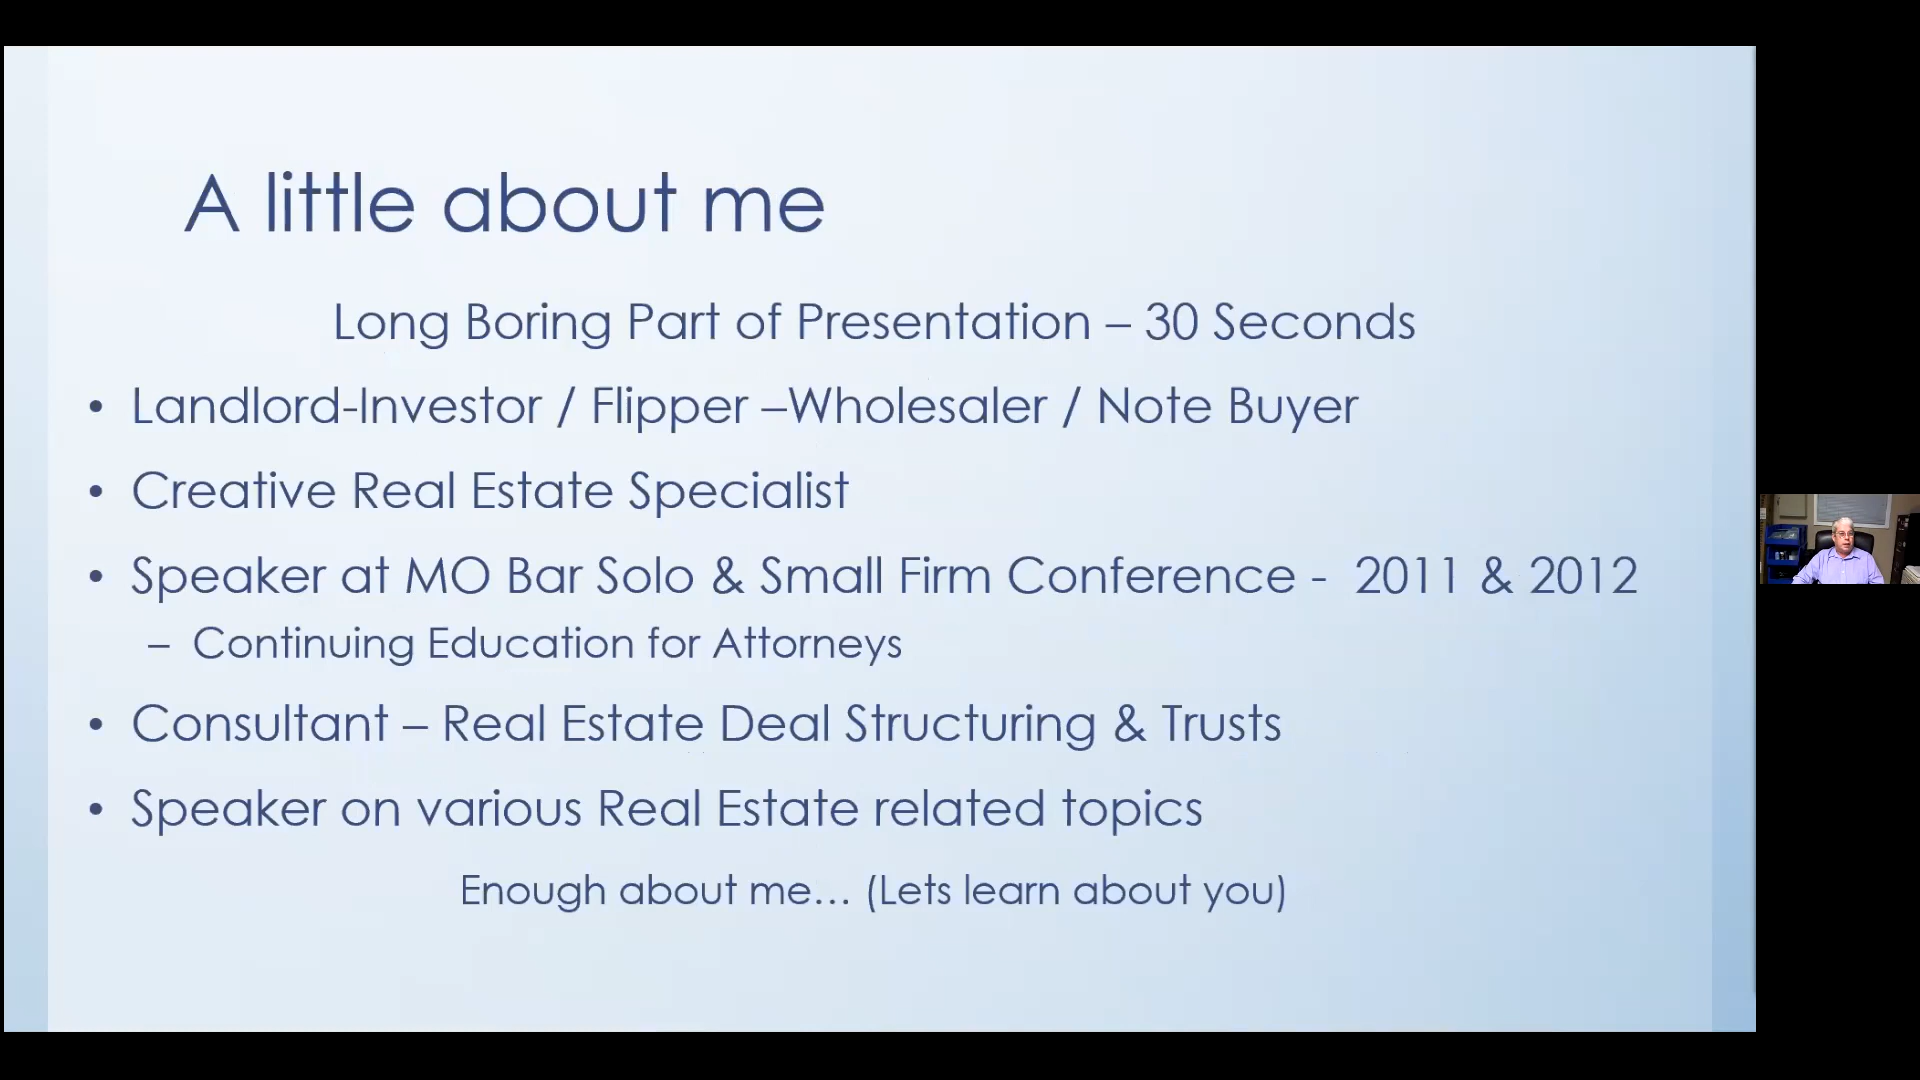 A little about me
Long Boring Part of Presentation – 30 Seconds
• Landlord-Investor / Flipper –Wholesaler / Note Buyer
• Creative Real Estate Specialist
• Speaker at MO Bar Solo & Small Firm Conference - 2011 & 2012
– Continuing Education for Attorneys
• Consultant – Real Estate Deal Structuring & Trusts
• Speaker on various Real Estate related topics
Enough about me… (Lets learn about you)